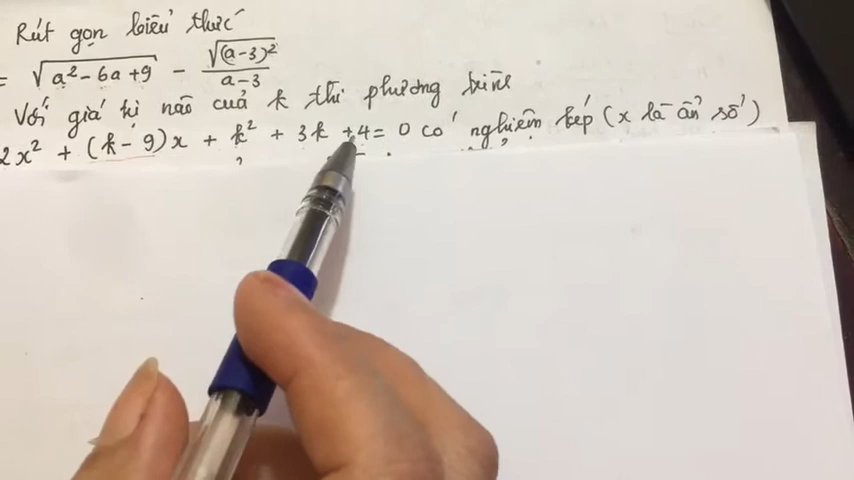 Rút gọn biểu thức
= √(a² - 6a + 9) - √(a-3)² / (a-3)
Với giá trị nào của k thì phương trình
2x² + (k - 9)x + k² + 3k + 4 = 0 có nghiệm kép (x là ẩn số)